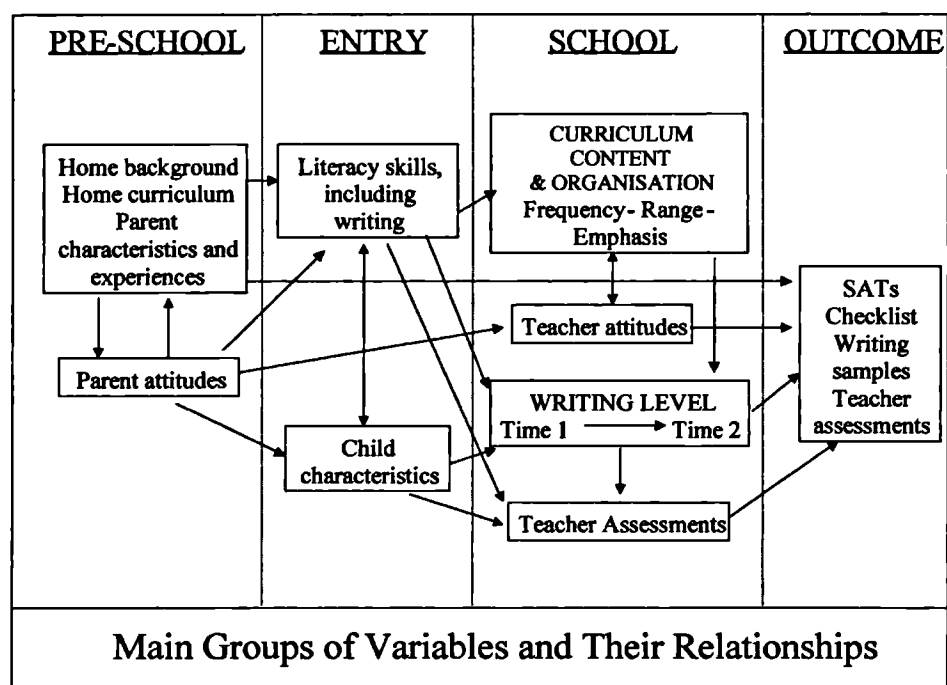 PRE-SCHOOL
Home background
Home curriculum
Parent
characteristics and
experiences
Parent attitudes
ENTRY
Literacy skills,
including
writing
Child
characteristics
SCHOOL
CURRICULUM
CONTENT
& ORGANISATION
Frequency - Range -
Emphasis
Teacher attitudes
WRITING LEVEL
Time 1 Time 2
Teacher Assessments
OUTCOME
SATs
Checklist
Writing
samples
Teacher
assessments
Main Groups of Variables and Their Relationships